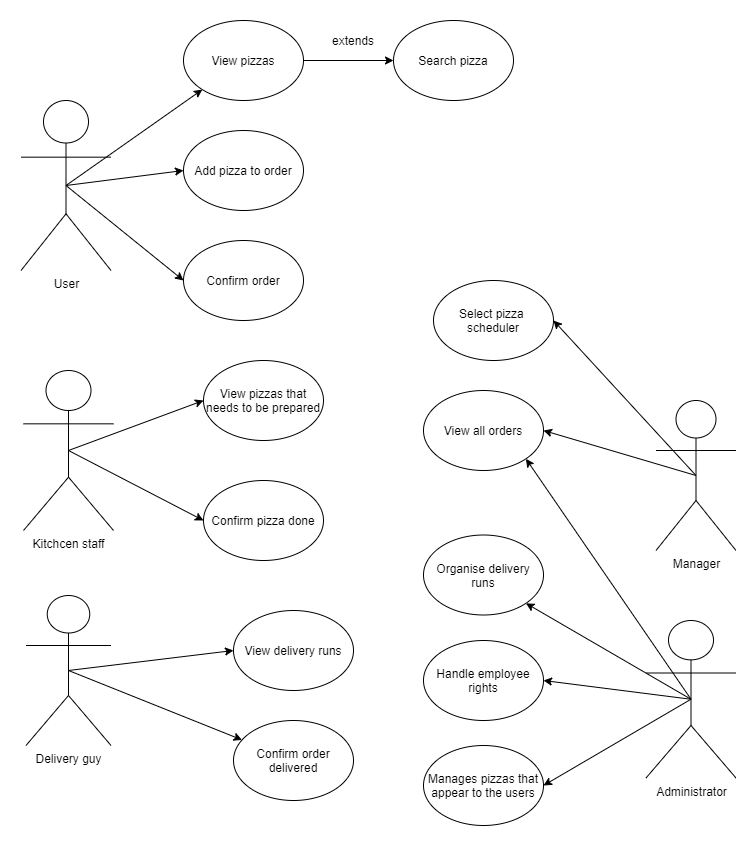 extends
View pizzas
Search pizza
Add pizza to order
Confirm order
User
Select pizza
scheduler
View pizzas that
needs to be prepared
View all orders
Confirm pizza done
Kitchcen staff
Manager
Organise delivery
runs
View delivery runs
Handle employee
rights
Confirm order
delivered
Delivery guy
Manages pizzas that
appear to the users
Administrator